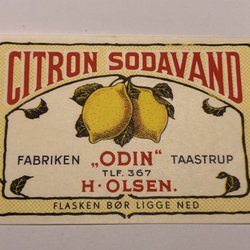 CITRON SODAVAND
FABRIKEN „ODIN“ TAASTRUP
TLF. 367
H. OLSEN.
FLASKEN BØR LIGGE NED